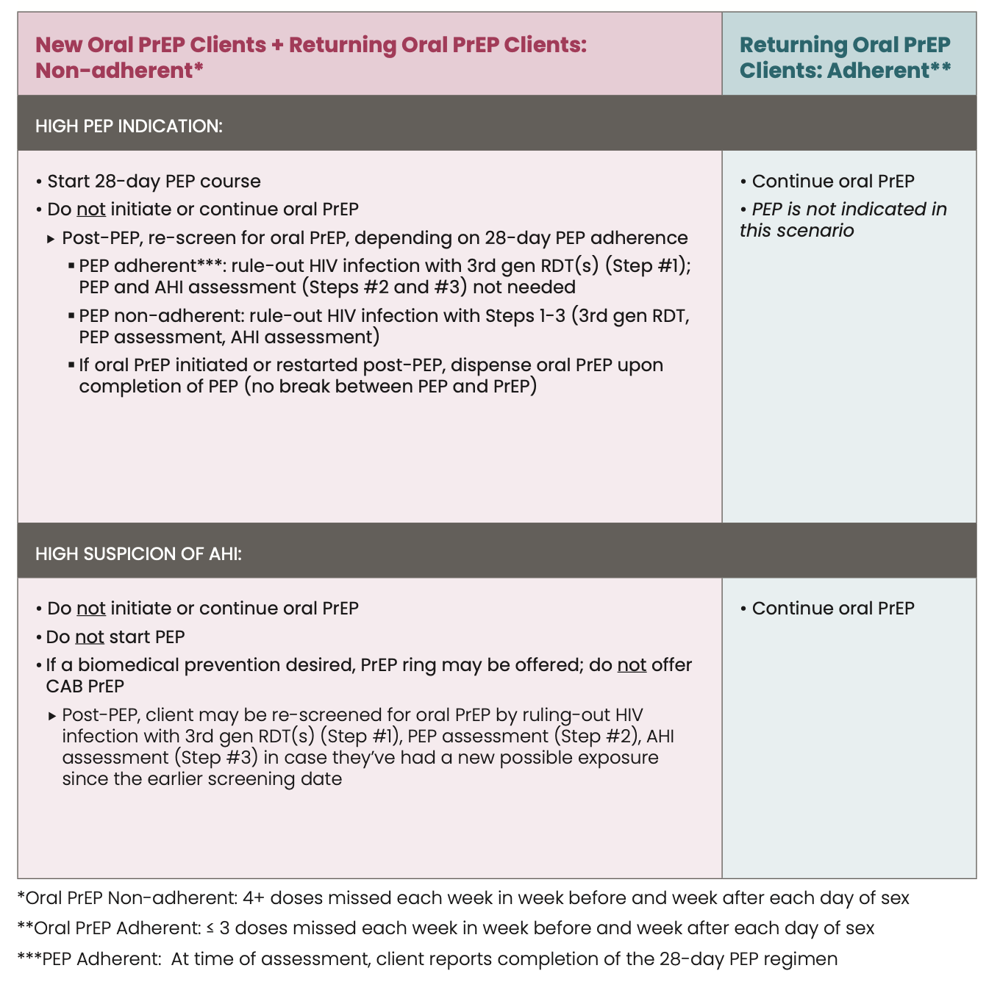 New Oral PrEP Clients + Returning Oral PrEP Clients:
Non-adherent*
Returning Oral PrEP
Clients: Adherent**
HIGH PEP INDICATION:
• Start 28-day PEP course
• Do not initiate or continue oral PrEP
▸ Post-PEP, re-screen for oral PrEP, depending on 28-day PEP adherence
▪ PEP adherent***: rule-out HIV infection with 3rd gen RDT(s) (Step #1);
PEP and AHI assessment (Steps #2 and #3) not needed
▪ PEP non-adherent: rule-out HIV infection with Steps 1-3 (3rd gen RDT,
PEP assessment, AHI assessment)
▪ If oral PrEP initiated or restarted post-PEP, dispense oral PrEP upon
completion of PEP (no break between PEP and PrEP)
• Continue oral PrEP
• PEP is not indicated in
this scenario
HIGH SUSPICION OF AHI:
• Do not initiate or continue oral PrEP
• Do not start PEP
• If a biomedical prevention desired, PrEP ring may be offered; do not offer
CAB PrEP
▸ Post-PEP, client may be re-screened for oral PrEP by ruling-out HIV
infection with 3rd gen RDT(s) (Step #1), PEP assessment (Step #2), AHI
assessment (Step #3) in case they've had a new possible exposure
since the earlier screening date
• Continue oral PrEP
*Oral PrEP Non-adherent: 4+ doses missed each week in week before and week after each day of sex
**Oral PrEP Adherent: ≤ 3 doses missed each week in week before and week after each day of sex
***PEP Adherent:  At time of assessment, client reports completion of the 28-day PEP regimen